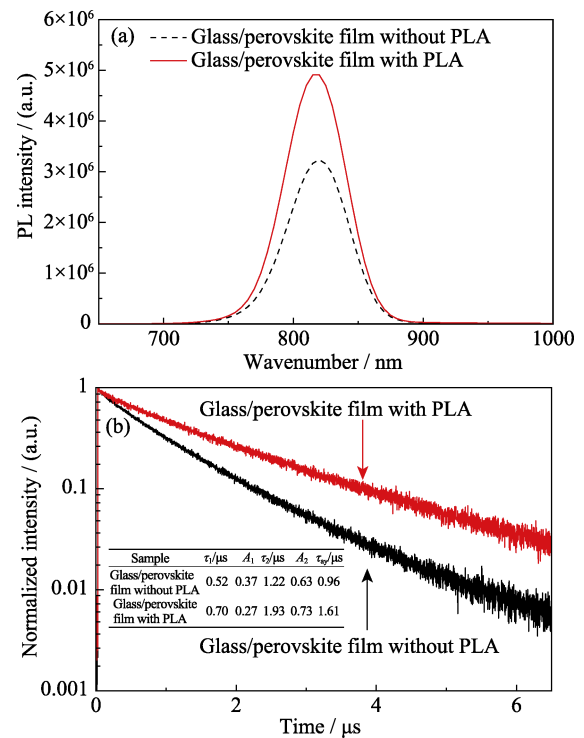 (a)
Glass/perovskite film without PLA
Glass/perovskite film with PLA
6×10⁶
5×10⁶
4×10⁶
3×10⁶
2×10⁶
1×10⁶
0
PL intensity / (a.u.)
700 800 900 1000
Wavenumber / nm
(b)
Glass/perovskite film with PLA
1
0.1
0.01
0.001
Normalized intensity / (a.u.)
Sample τ₁/μs A₁ τ₂/μs A₂ /μs
Glass/perovskite
film without PLA 0.52 0.37 1.22 0.63 0.96
Glass/perovskite
film with PLA 0.70 0.27 1.93 0.73 1.61
Glass/perovskite film without PLA
0 2 4 6
Time / μs